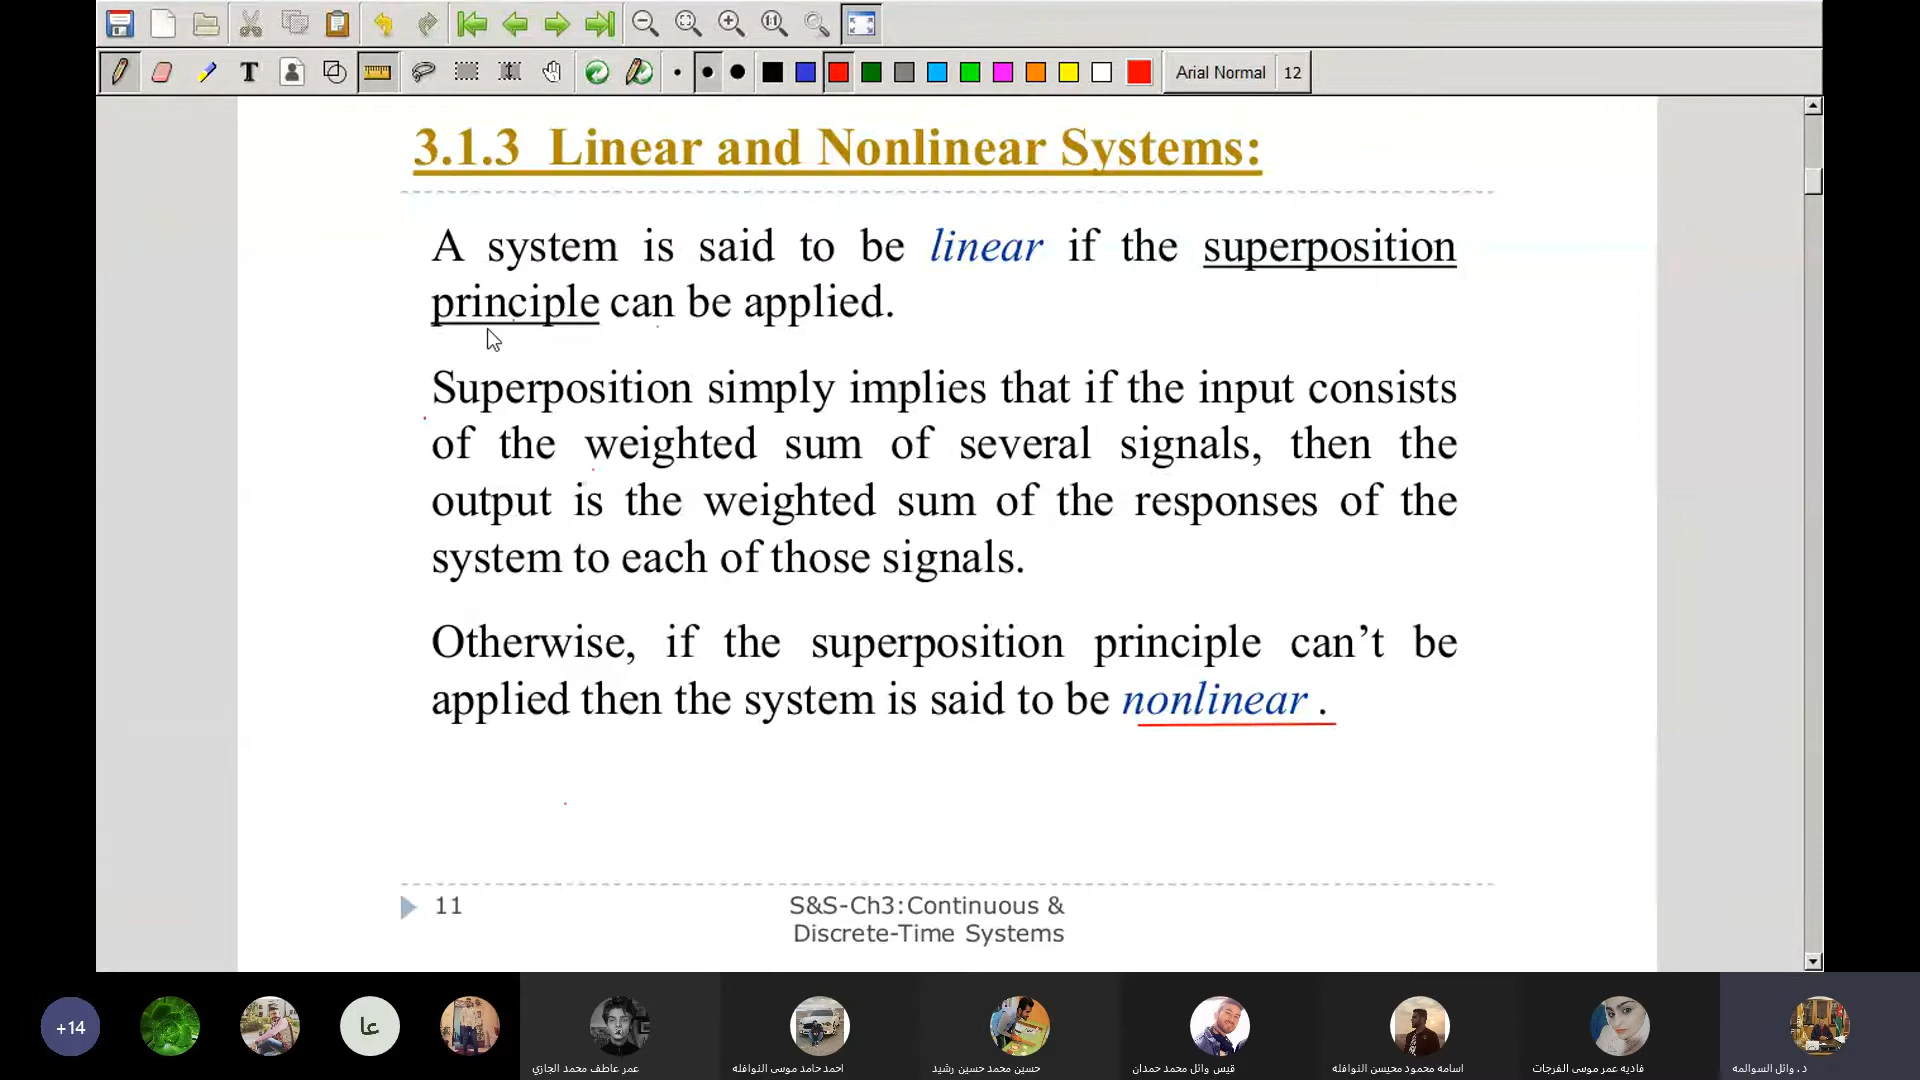 Arial Normal 12
3.1.3 Linear and Nonlinear Systems:
A system is said to be linear if the superposition
principle can be applied.
Superposition simply implies that if the input consists
of the weighted sum of several signals, then the
output is the weighted sum of the responses of the
system to each of those signals.
Otherwise, if the superposition principle can’t be
applied then the system is said to be nonlinear .
11
S&S-Ch3:Continuous &
Discrete-Time Systems
+14
عا
عمر عاطف محمد الجازي
احمد حامد موسى النوافله
حسين محمد حسين رشيد
قيس وائل محمد حمدان
اسامه محمود محيسن النوافله
فاديه عمر موسى الفرجات
د. وائل السوالمه